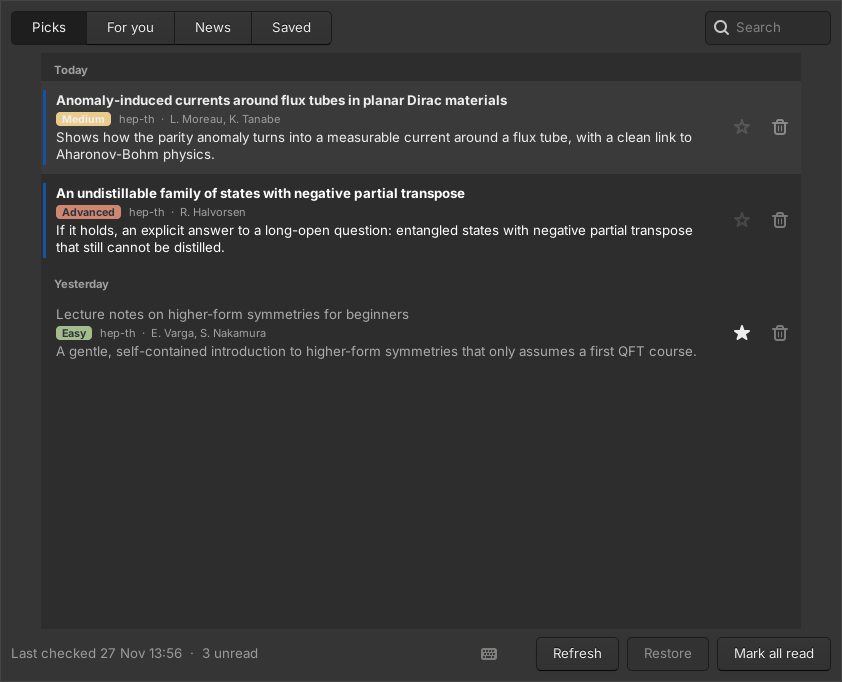 Picks For you News Saved Search
Today
Anomaly-induced currents around flux tubes in planar Dirac materials
Medium hep-th · L. Moreau, K. Tanabe
Shows how the parity anomaly turns into a measurable current around a flux tube, with a clean link to
Aharonov-Bohm physics.
An undistillable family of states with negative partial transpose
Advanced hep-th · R. Halvorsen
If it holds, an explicit answer to a long-open question: entangled states with negative partial transpose
that still cannot be distilled.
Yesterday
Lecture notes on higher-form symmetries for beginners
Easy hep-th · E. Varga, S. Nakamura
A gentle, self-contained introduction to higher-form symmetries that only assumes a first QFT course.
Last checked 27 Nov 13:56 · 3 unread Refresh Restore Mark all read